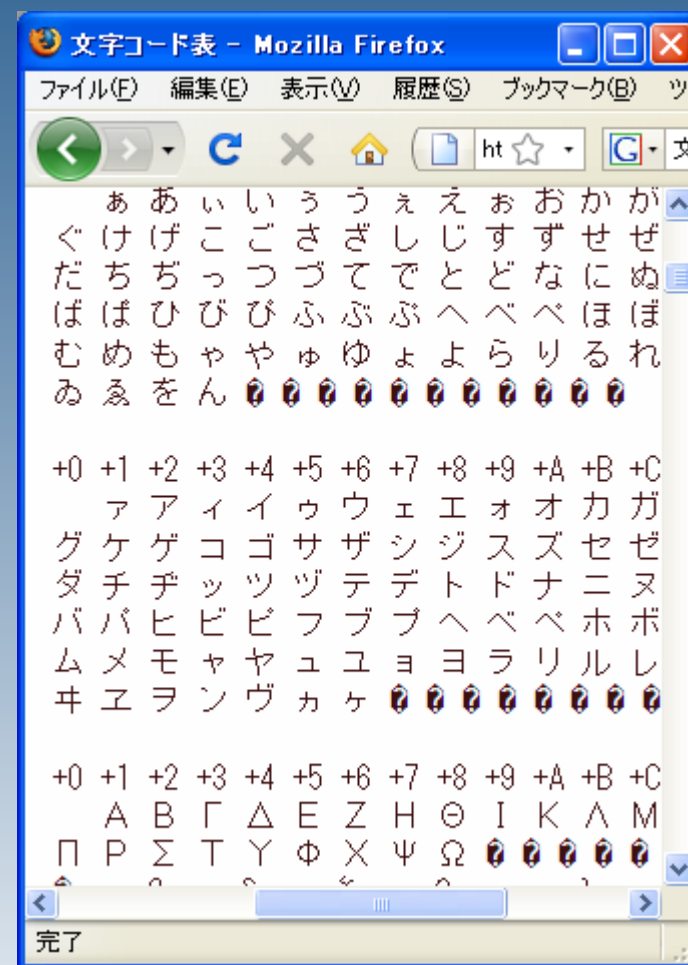 文字コード表 - Mozilla Firefox
ファイル(F) 編集(E) 表示(V) 履歴(S) ブックマーク(B) ツ
ht G 文
ぁ あ ぃ い ぅ う ぇ え ぉ お か が
ぐ け げ こ ご さ ざ し じ す ず せ ぜ
だ ち ぢ っ つ づ て で と ど な に ぬ
ば ぱ ひ び ぴ ふ ぶ ぷ へ べ ぺ ほ ぼ
む め も ゃ や ゅ ゆ ょ よ ら り る れ
ゐ ゑ を ん � � � � � � � � � � �
+0 +1 +2 +3 +4 +5 +6 +7 +8 +9 +A +B +C
ァ ア ィ イ ゥ ウ ェ エ ォ オ カ ガ
グ ケ ゲ コ ゴ サ ザ シ ジ ス ズ セ ゼ
ダ チ ヂ ッ ツ ヅ テ デ ト ド ナ ニ ヌ
バ パ ヒ ビ ピ フ ブ プ ヘ ベ ペ ホ ボ
ム メ モ ャ ヤ ュ ユ ョ ヨ ラ リ ル レ
ヰ ヱ ヲ ン ヴ ヵ ヶ � � � � � � � �
+0 +1 +2 +3 +4 +5 +6 +7 +8 +9 +A +B +C
Α Β Γ Δ Ε Ζ Η Θ Ι Κ Λ Μ
Π Ρ Σ Τ Υ Φ Χ Ψ Ω � � � � �
完了